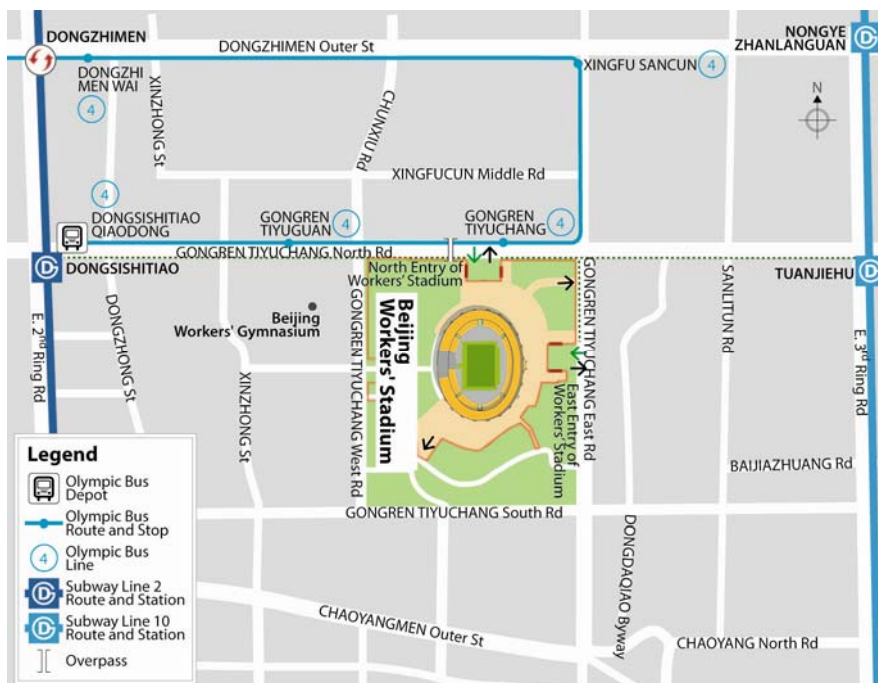 DONGZHIMEN
DONGZHIMEN Outer St
NONGYE
ZHANLANGUAN
DONGZHI
MEN WAI
4
XINZHONG St
CHUNXIU Rd
XINGFU SANCUN
4
N
XINGFUCUN Middle Rd
4
DONGSISHITIAO
QIAODONG
GONGREN
TIYUGUAN
4
GONGREN
TIYUCHANG
4
GONGREN TIYUCHANG North Rd
DONGSISHITIAO
North Entry of
Workers' Stadium
TUANJIEHU
Beijing
Workers' Gymnasium
GONGREN TIYUCHANG West Rd
Beijing
Workers' Stadium
East Entry of
Workers' Stadium
GONGREN TIYUCHANG East Rd
SANLITUN Rd
E. 2nd Ring Rd
DONGZHONG St
XINZHONG St
E. 3rd Ring Rd
BAIJIAZHUANG Rd
GONGREN TIYUCHANG South Rd
DONGDAQIAO Byway
CHAOYANGMEN Outer St
CHAOYANG North Rd
Legend
Olympic Bus
Depot
Olympic Bus
Route and Stop
4
Olympic Bus
Line
Subway Line 2
Route and Station
Subway Line 10
Route and Station
Overpass